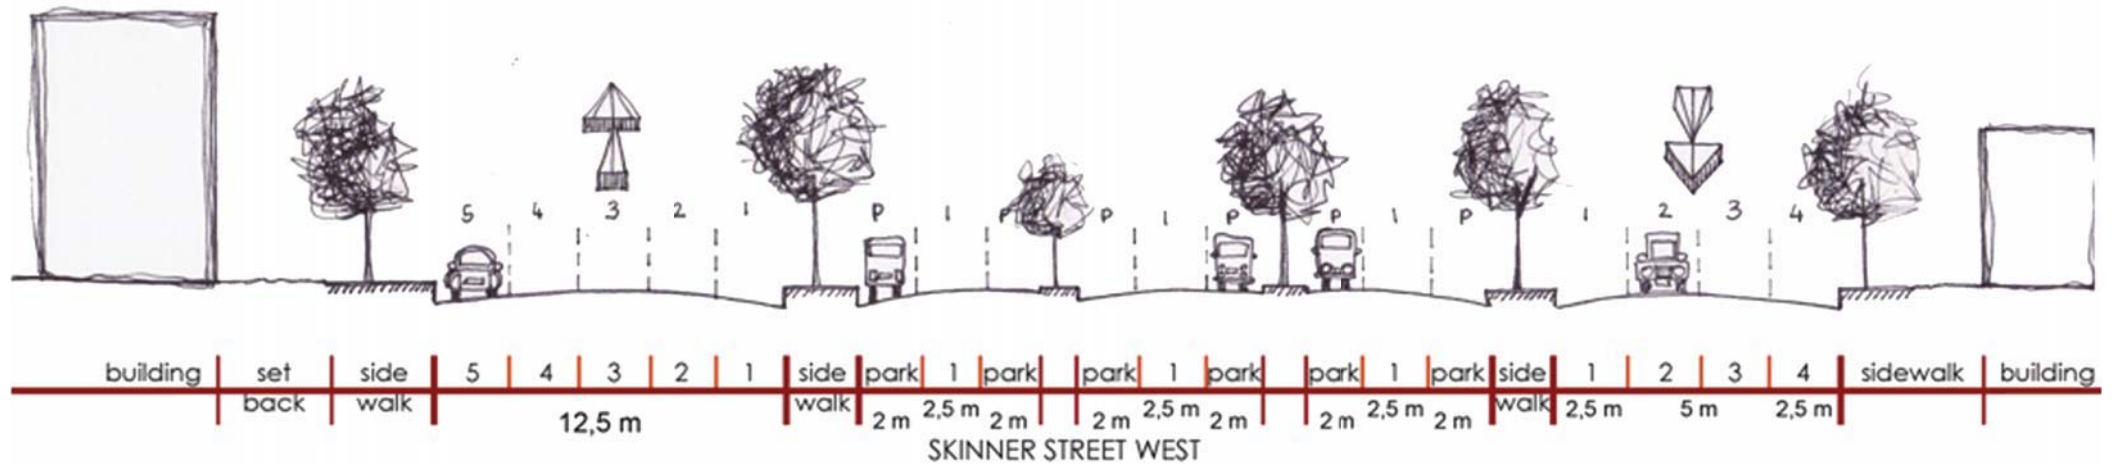 5 4 3 2 1 P 1 P P 1 P P 1 P 1 2 3 4
building set side 5 4 3 2 1 side park 1 park park 1 park park 1 park side 1 2 3 4 sidewalk building
back walk walk 2,5 m 2,5 m 2,5 m walk 2,5 m 5 m 2,5 m
12,5 m 2 m 2 m 2 m 2 m 2 m 2 m
SKINNER STREET WEST